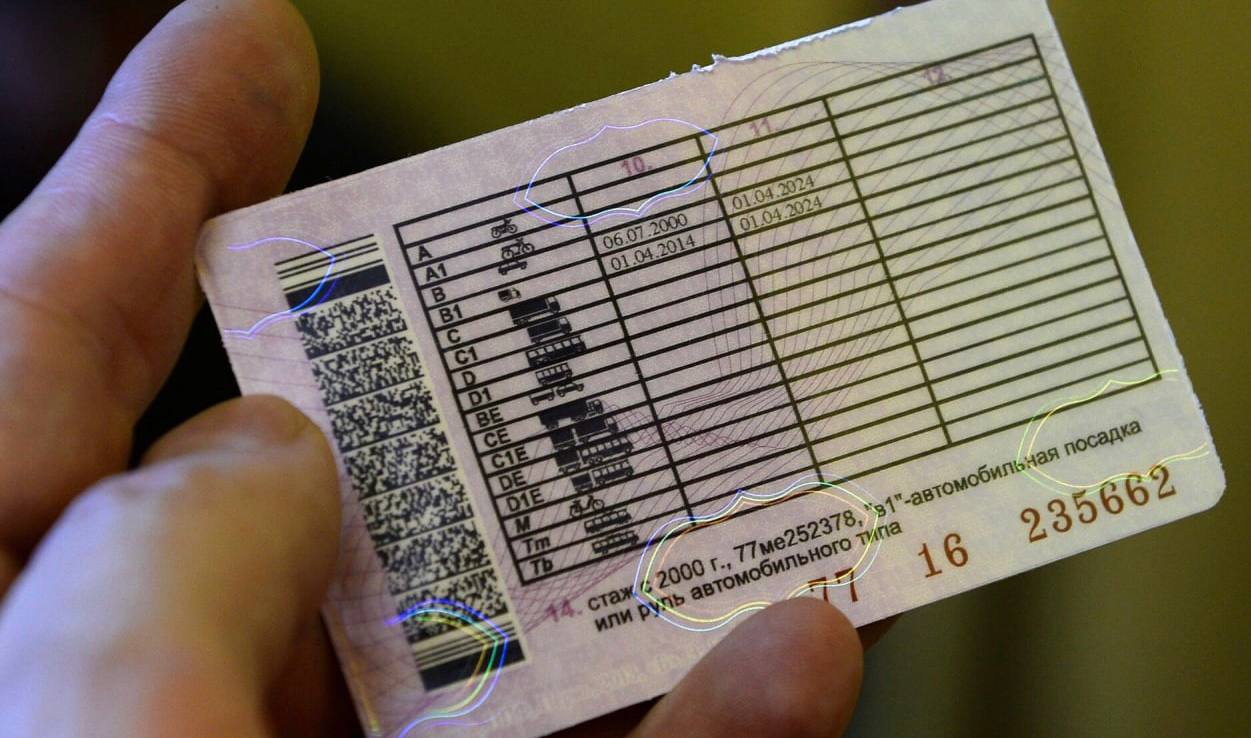 10. 11. 12.
A
A1
B 06.07.2000 01.04.2024
B1 01.04.2014 01.04.2024
C
C1
D
D1
BE
CE
C1E
DE
D1E
M
Tm
Tb
14. стаж с 2000 г., 77ме252378, "в1"-автомобильная посадка
или руль автомобильного типа
77 16 235662